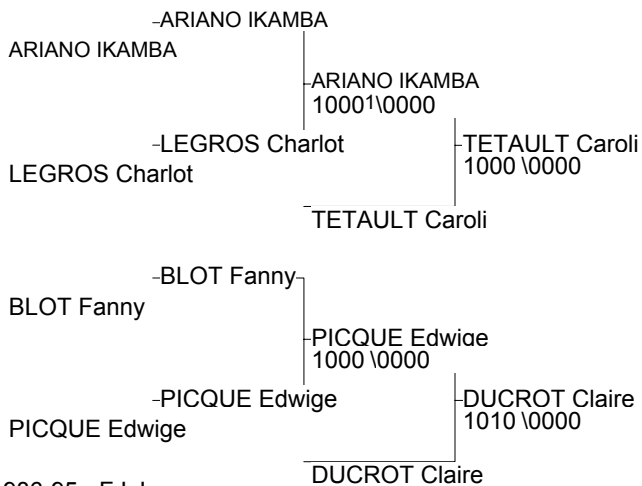 ARIANO IKAMBA
ARIANO IKAMBA
ARIANO IKAMBA
10001\0000
LEGROS Charlot
LEGROS Charlot
TETAULT Caroli
1000 \0000
TETAULT Caroli
BLOT Fanny
BLOT Fanny
PICQUE Edwige
1000 \0000
PICQUE Edwige
PICQUE Edwige
DUCROT Claire
1010 \0000
DUCROT Claire